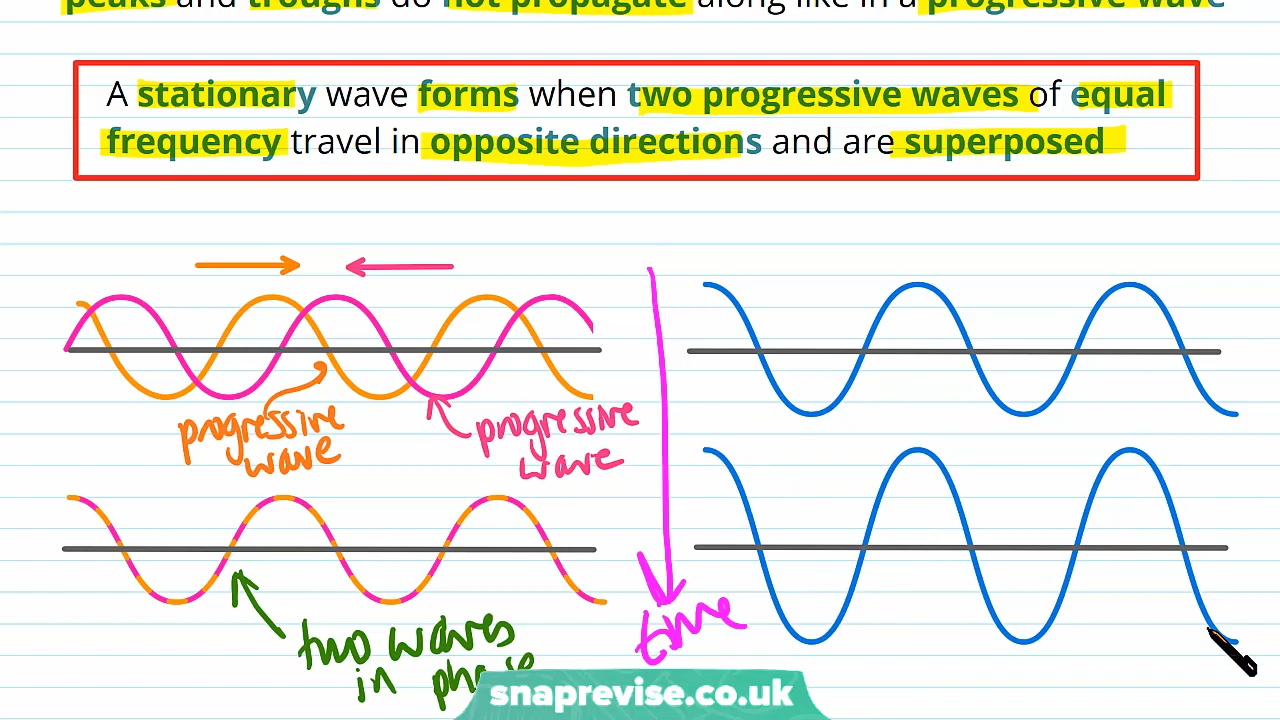 peaks and troughs do not propagate along like in a progressive wave
A stationary wave forms when two progressive waves of equal
frequency travel in opposite directions and are superposed
progressive
wave
progressive
wave
two waves
in phase
time
snaprevise.co.uk